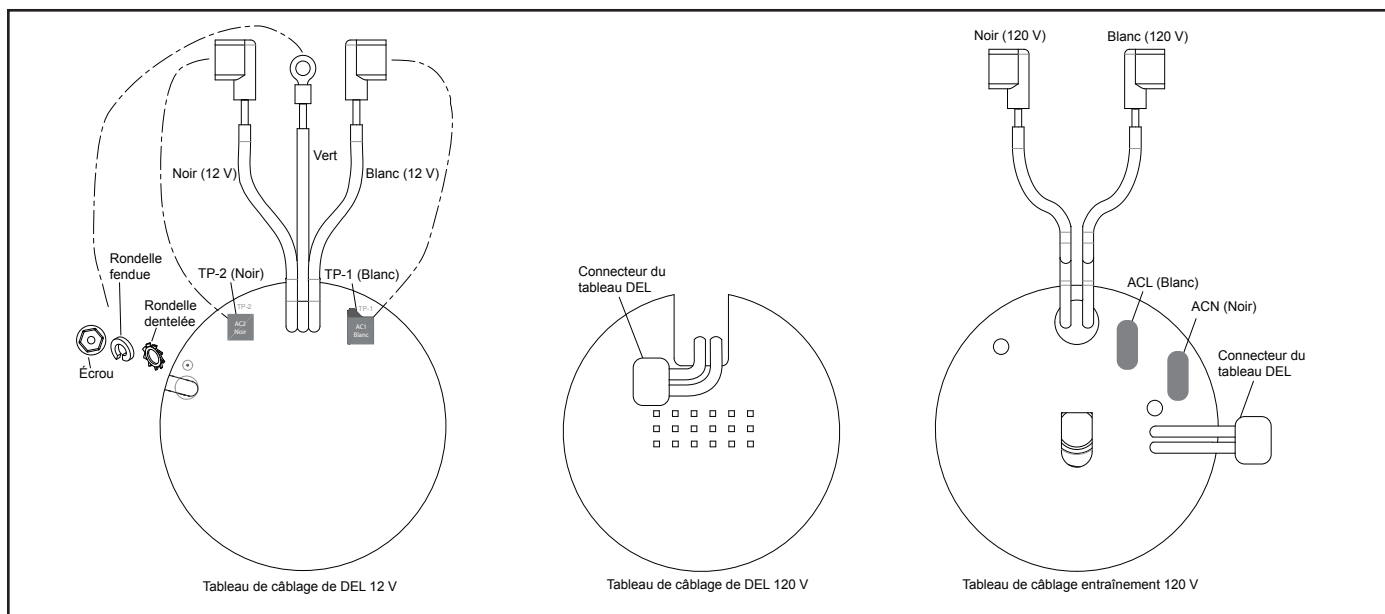 Noir (12 V)
Vert
Blanc (12 V)
Rondelle
fendue
Rondelle
dentelée
Écrou
TP-2 (Noir)
TP-1 (Blanc)
TP-2
AC2
Noir
TP-1
AC1
Blanc
Tableau de câblage de DEL 12 V
Connecteur du
tableau DEL
Tableau de câblage de DEL 120 V
Noir (120 V)
Blanc (120 V)
ACL (Blanc)
ACN (Noir)
Connecteur du
tableau DEL
Tableau de câblage entraînement 120 V